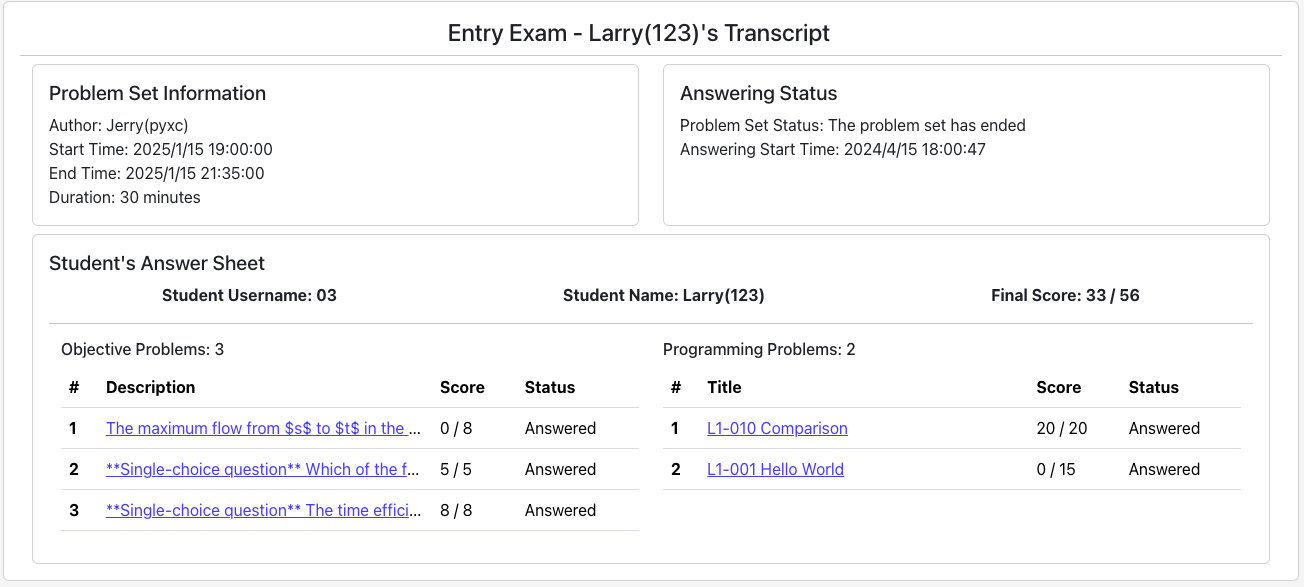 Entry Exam - Larry(123)'s Transcript
Problem Set Information
Author: Jerry(pyxc)
Start Time: 2025/1/15 19:00:00
End Time: 2025/1/15 21:35:00
Duration: 30 minutes
Answering Status
Problem Set Status: The problem set has ended
Answering Start Time: 2024/4/15 18:00:47
Student's Answer Sheet
Student Username: 03 Student Name: Larry(123) Final Score: 33 / 56
Objective Problems: 3
# Description Score Status
1 The maximum flow from $s$ to $t$ in the ... 0 / 8 Answered
2 **Single-choice question** Which of the f... 5 / 5 Answered
3 **Single-choice question** The time effici... 8 / 8 Answered
Programming Problems: 2
# Title Score Status
1 L1-010 Comparison 20 / 20 Answered
2 L1-001 Hello World 0 / 15 Answered